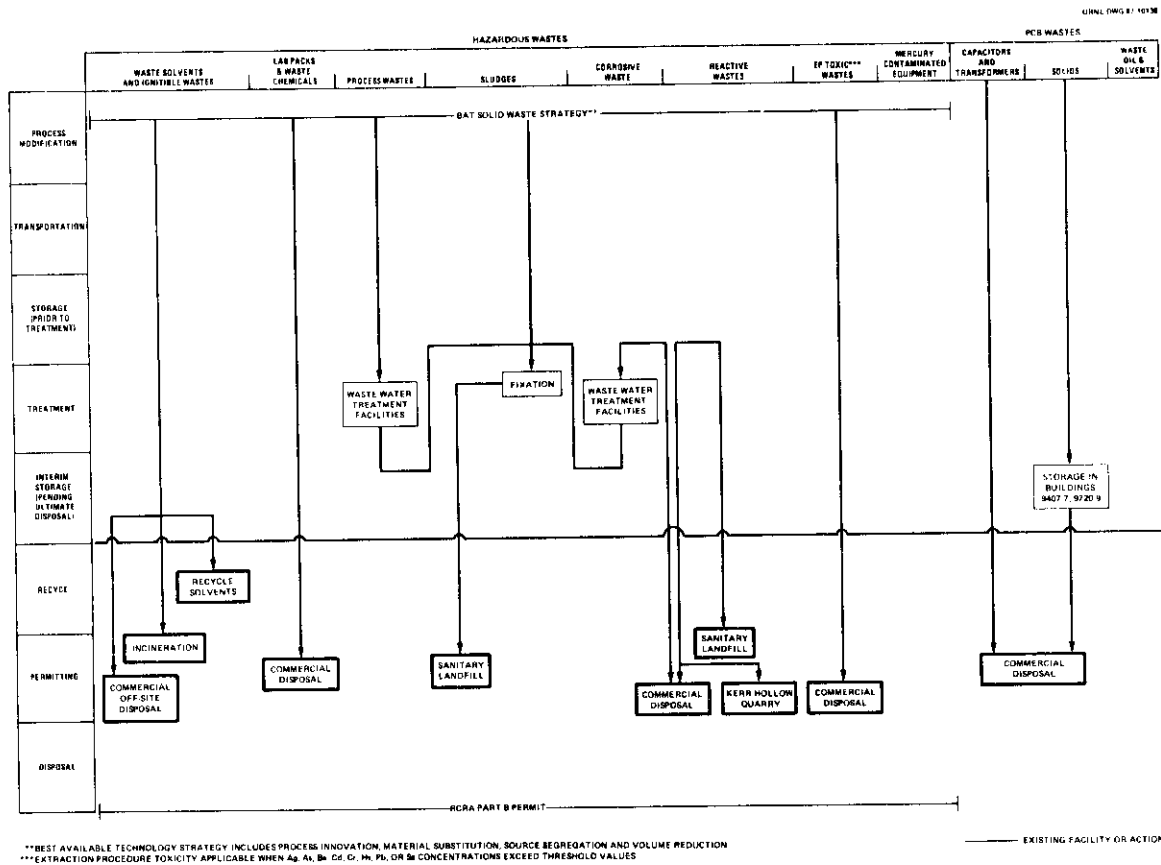 ORNL DWG 87 10138
HAZARDOUS WASTES
PCB WASTES
WASTE SOLVENTS
AND IGNITIBLE WASTES
LAB PACKS
& WASTE
CHEMICALS
PROCESS WASTES
SLUDGES
CORROSIVE
WASTE
REACTIVE
WASTES
EP TOXIC***
WASTES
MERCURY
CONTAMINATED
EQUIPMENT
CAPACITORS
AND
TRANSFORMERS
SOLIDS
WASTE
OIL &
SOLVENTS
PROCESS
MODIFICATION
BAT SOLID WASTE STRATEGY**
TRANSPORTATION
STORAGE
(PRIOR TO
TREATMENT)
TREATMENT
WASTE WATER
TREATMENT
FACILITIES
FIXATION
WASTE WATER
TREATMENT
FACILITIES
INTERIM
STORAGE
(PENDING
ULTIMATE
DISPOSAL)
STORAGE IN
BUILDINGS
9407 7, 9720 9
RECYCE
RECYCLE
SOLVENTS
INCINERATION
SANITARY
LANDFILL
PERMITTING
COMMERCIAL
OFF-SITE
DISPOSAL
COMMERCIAL
DISPOSAL
SANITARY
LANDFILL
COMMERCIAL
DISPOSAL
KERR HOLLOW
QUARRY
COMMERCIAL
DISPOSAL
COMMERCIAL
DISPOSAL
DISPOSAL
RCRA PART B PERMIT
**BEST AVAILABLE TECHNOLOGY STRATEGY INCLUDES PROCESS INNOVATION, MATERIAL SUBSTITUTION, SOURCE SEGREGATION AND VOLUME REDUCTION
***EXTRACTION PROCEDURE TOXICITY APPLICABLE WHEN Ag, As, Ba, Cd, Cr, Hg, Pb, OR Se CONCENTRATIONS EXCEED THRESHOLD VALUES
EXISTING FACILITY OR ACTION